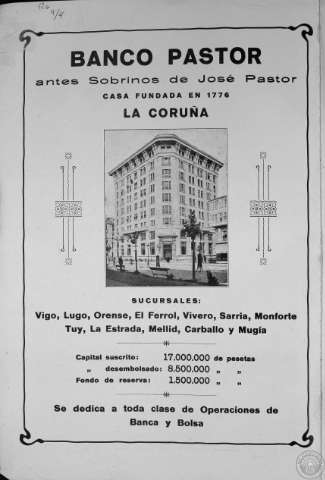 BANCO PASTOR
antes Sobrinos de José Pastor
CASA FUNDADA EN 1776
LA CORUÑA
SUCURSALES:
Vigo, Lugo, Orense, El Ferrol, Vivero, Sarria, Monforte
Tuy, La Estrada, Mellid, Carballo y Mugía
Capital suscrito: 17.000.000 de pesetas
„ desembolsado: 8.500.000 „ „
Fondo de reserva: 1.500.000 „ „
Se dedica a toda clase de Operaciones de
Banca y Bolsa